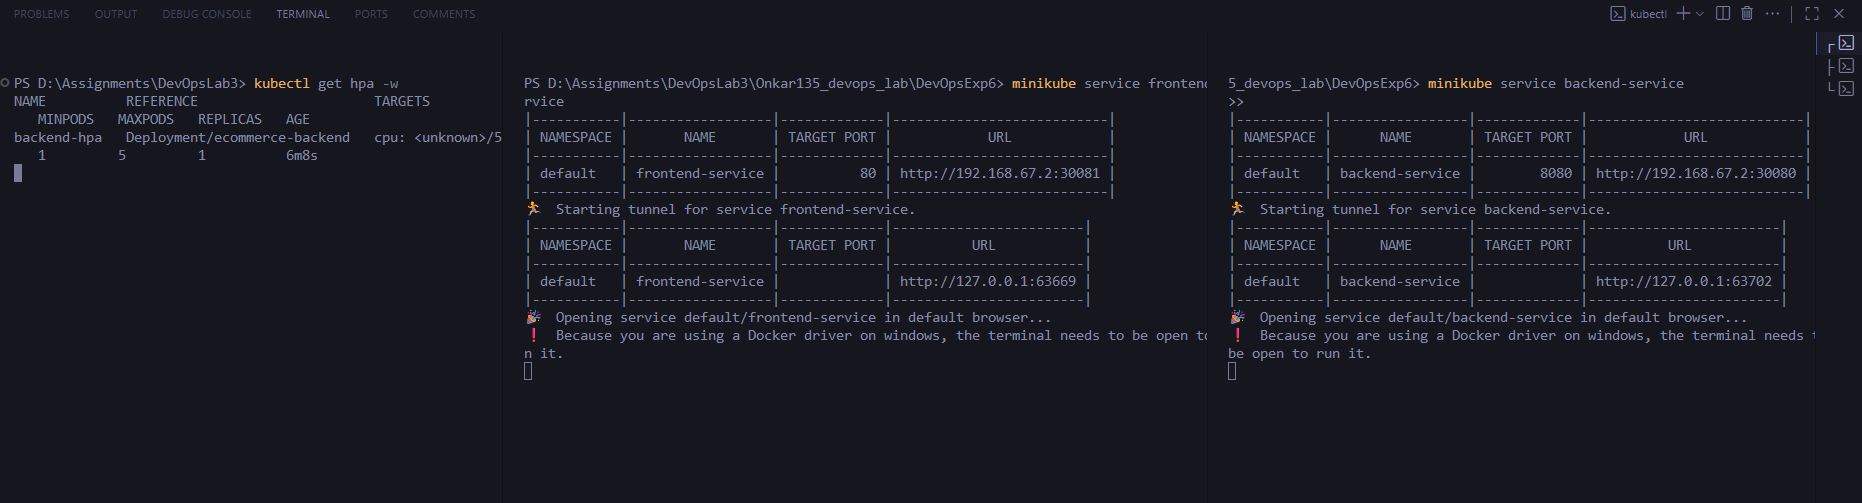 PROBLEMS OUTPUT DEBUG CONSOLE TERMINAL PORTS COMMENTS
kubectl
PS D:\Assignments\DevOpsLab3> kubectl get hpa -w
NAME REFERENCE TARGETS
MINPODS MAXPODS REPLICAS AGE
backend-hpa Deployment/ecommerce-backend cpu: <unknown>/5
1 5 1 6m8s
PS D:\Assignments\DevOpsLab3\Onkar135_devops_lab\DevOpsExp6> minikube service frontend
rvice
|-----------|------------------|-------------|---------------------------|
| NAMESPACE | NAME | TARGET PORT | URL |
|-----------|------------------|-------------|---------------------------|
| default | frontend-service | 80 | http://192.168.67.2:30081 |
|-----------|------------------|-------------|---------------------------|
🏃 Starting tunnel for service frontend-service.
|-----------|------------------|-------------|------------------------|
| NAMESPACE | NAME | TARGET PORT | URL |
|-----------|------------------|-------------|------------------------|
| default | frontend-service | | http://127.0.0.1:63669 |
|-----------|------------------|-------------|------------------------|
🎉 Opening service default/frontend-service in default browser...
❗ Because you are using a Docker driver on windows, the terminal needs to be open to
n it.
5_devops_lab\DevOpsExp6> minikube service backend-service
>>
|-----------|-----------------|-------------|---------------------------|
| NAMESPACE | NAME | TARGET PORT | URL |
|-----------|-----------------|-------------|---------------------------|
| default | backend-service | 8080 | http://192.168.67.2:30080 |
|-----------|-----------------|-------------|---------------------------|
🏃 Starting tunnel for service backend-service.
|-----------|-----------------|-------------|------------------------|
| NAMESPACE | NAME | TARGET PORT | URL |
|-----------|-----------------|-------------|------------------------|
| default | backend-service | | http://127.0.0.1:63702 |
|-----------|-----------------|-------------|------------------------|
🎉 Opening service default/backend-service in default browser...
❗ Because you are using a Docker driver on windows, the terminal needs t
be open to run it.